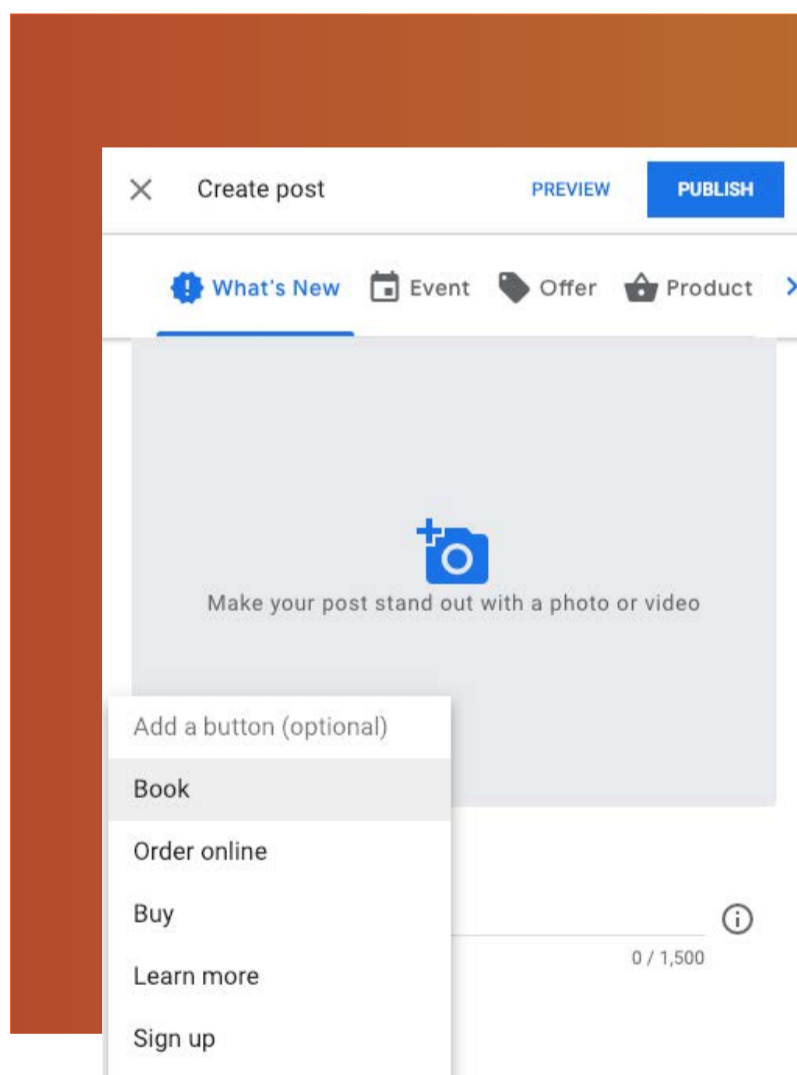 Create post PREVIEW PUBLISH
What's New Event Offer Product
Make your post stand out with a photo or video
Add a button (optional)
Book
Order online
Buy
0 / 1,500
Learn more
Sign up